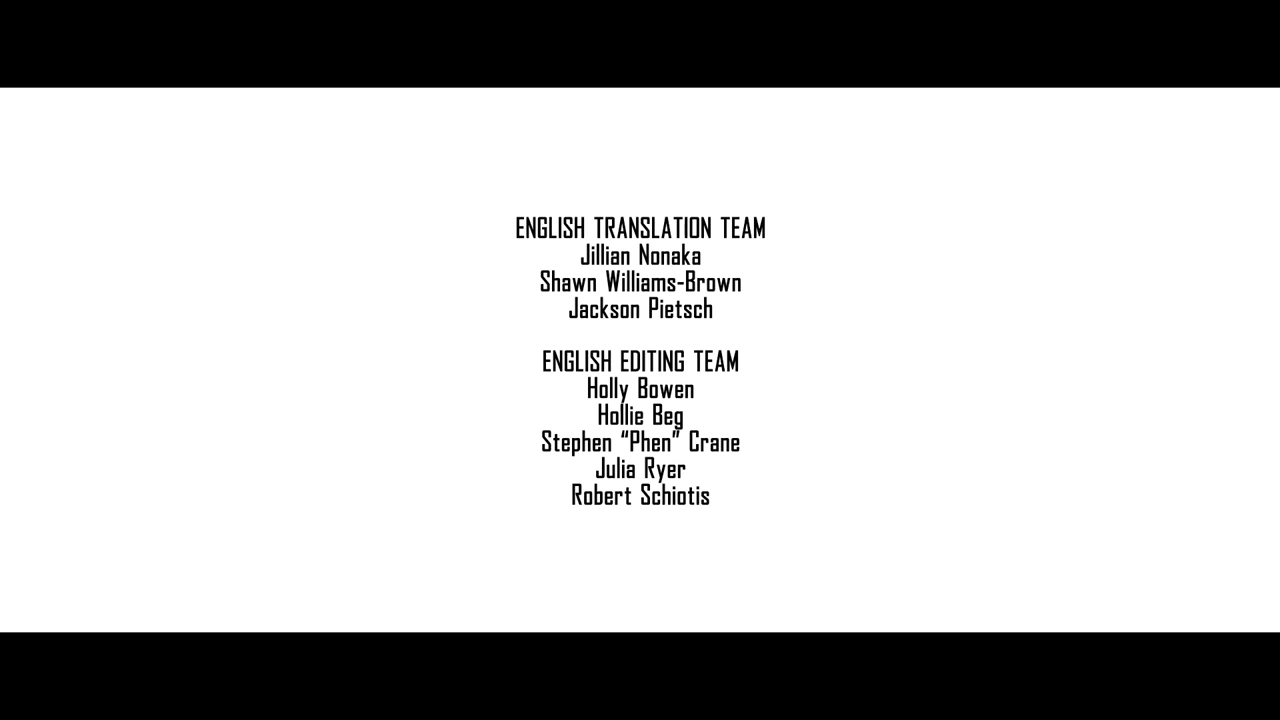 ENGLISH TRANSLATION TEAM
Jillian Nonaka
Shawn Williams-Brown
Jackson Pietsch
ENGLISH EDITING TEAM
Holly Bowen
Hollie Beg
Stephen “Phen” Crane
Julia Ryer
Robert Schiotis